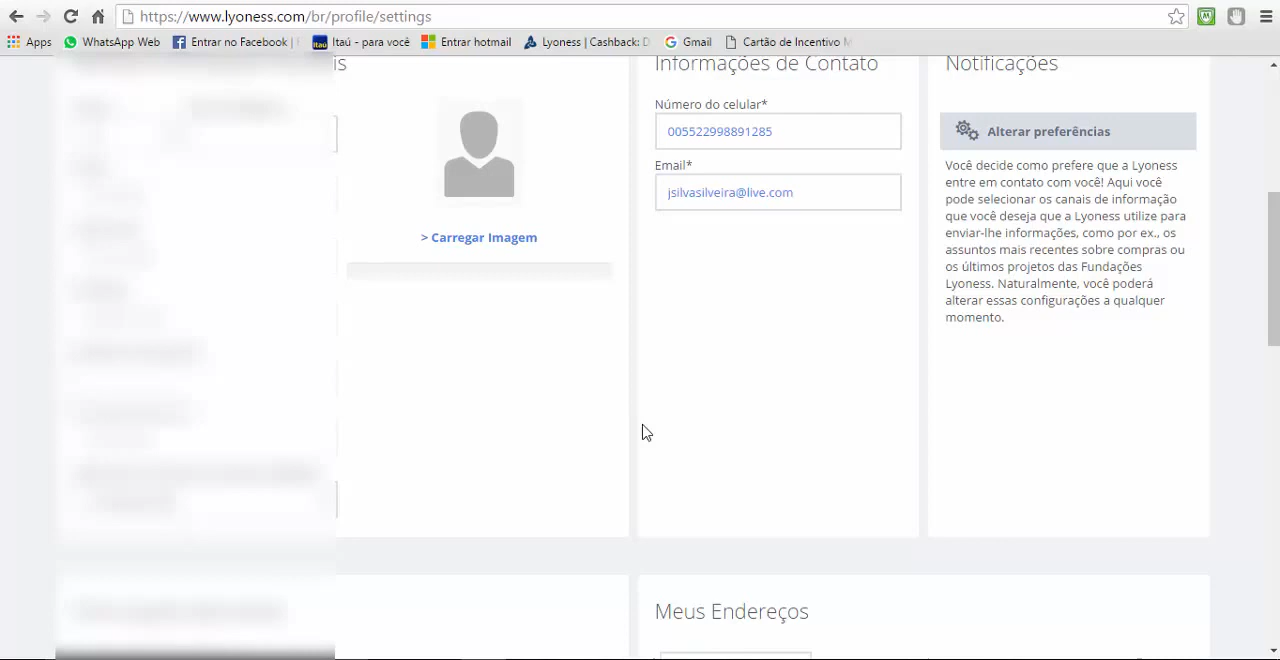 https://www.lyoness.com/br/profile/settings
Apps WhatsApp Web Entrar no Facebook | Itaú - para você Entrar hotmail Lyoness | Cashback: D Gmail Cartão de Incentivo M
is
> Carregar Imagem
Informações de Contato
Número do celular*
005522998891285
Email*
jsilvasilveira@live.com
Notificações
Alterar preferências
Você decide como prefere que a Lyoness
entre em contato com você! Aqui você
pode selecionar os canais de informação
que você deseja que a Lyoness utilize para
enviar-lhe informações, como por ex., os
assuntos mais recentes sobre compras ou
os últimos projetos das Fundações
Lyoness. Naturalmente, você poderá
alterar essas configurações a qualquer
momento.
Meus Endereços